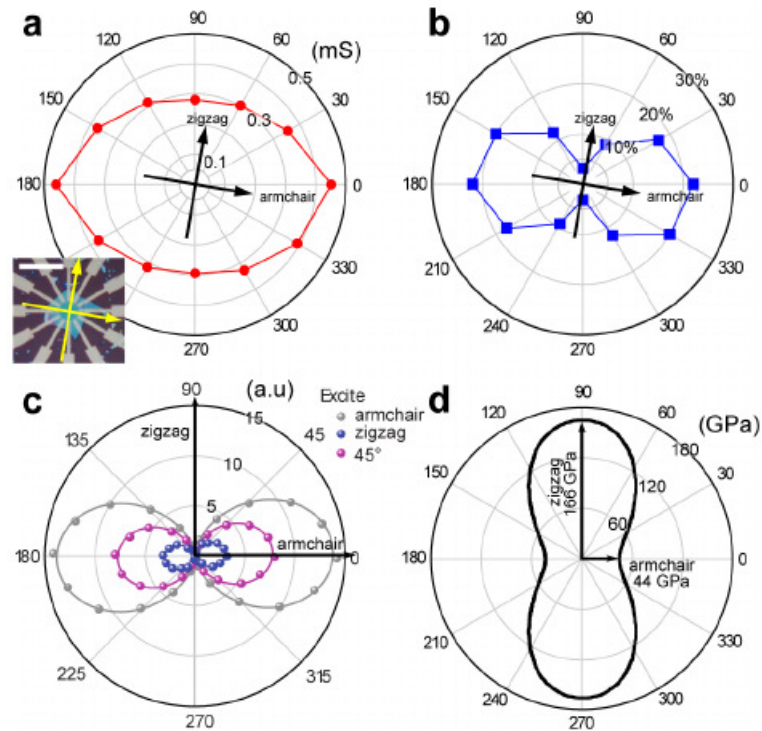 a
90
120
60
(mS)
0.5
150
30
0.3
zigzag
0.1
180
armchair
0
330
300
270
b
90
120
60
30%
150
30
20%
zigzag
10%
180
armchair
0
210
330
240
300
270
c
90
(a.u)
15
Excite
armchair
zigzag
45°
zigzag
135
45
10
5
armchair
180
0
225
315
270
d
90
(GPa)
120
60
180
150
30
120
zigzag
166 GPa
60
180
armchair
44 GPa
0
210
330
240
300
270